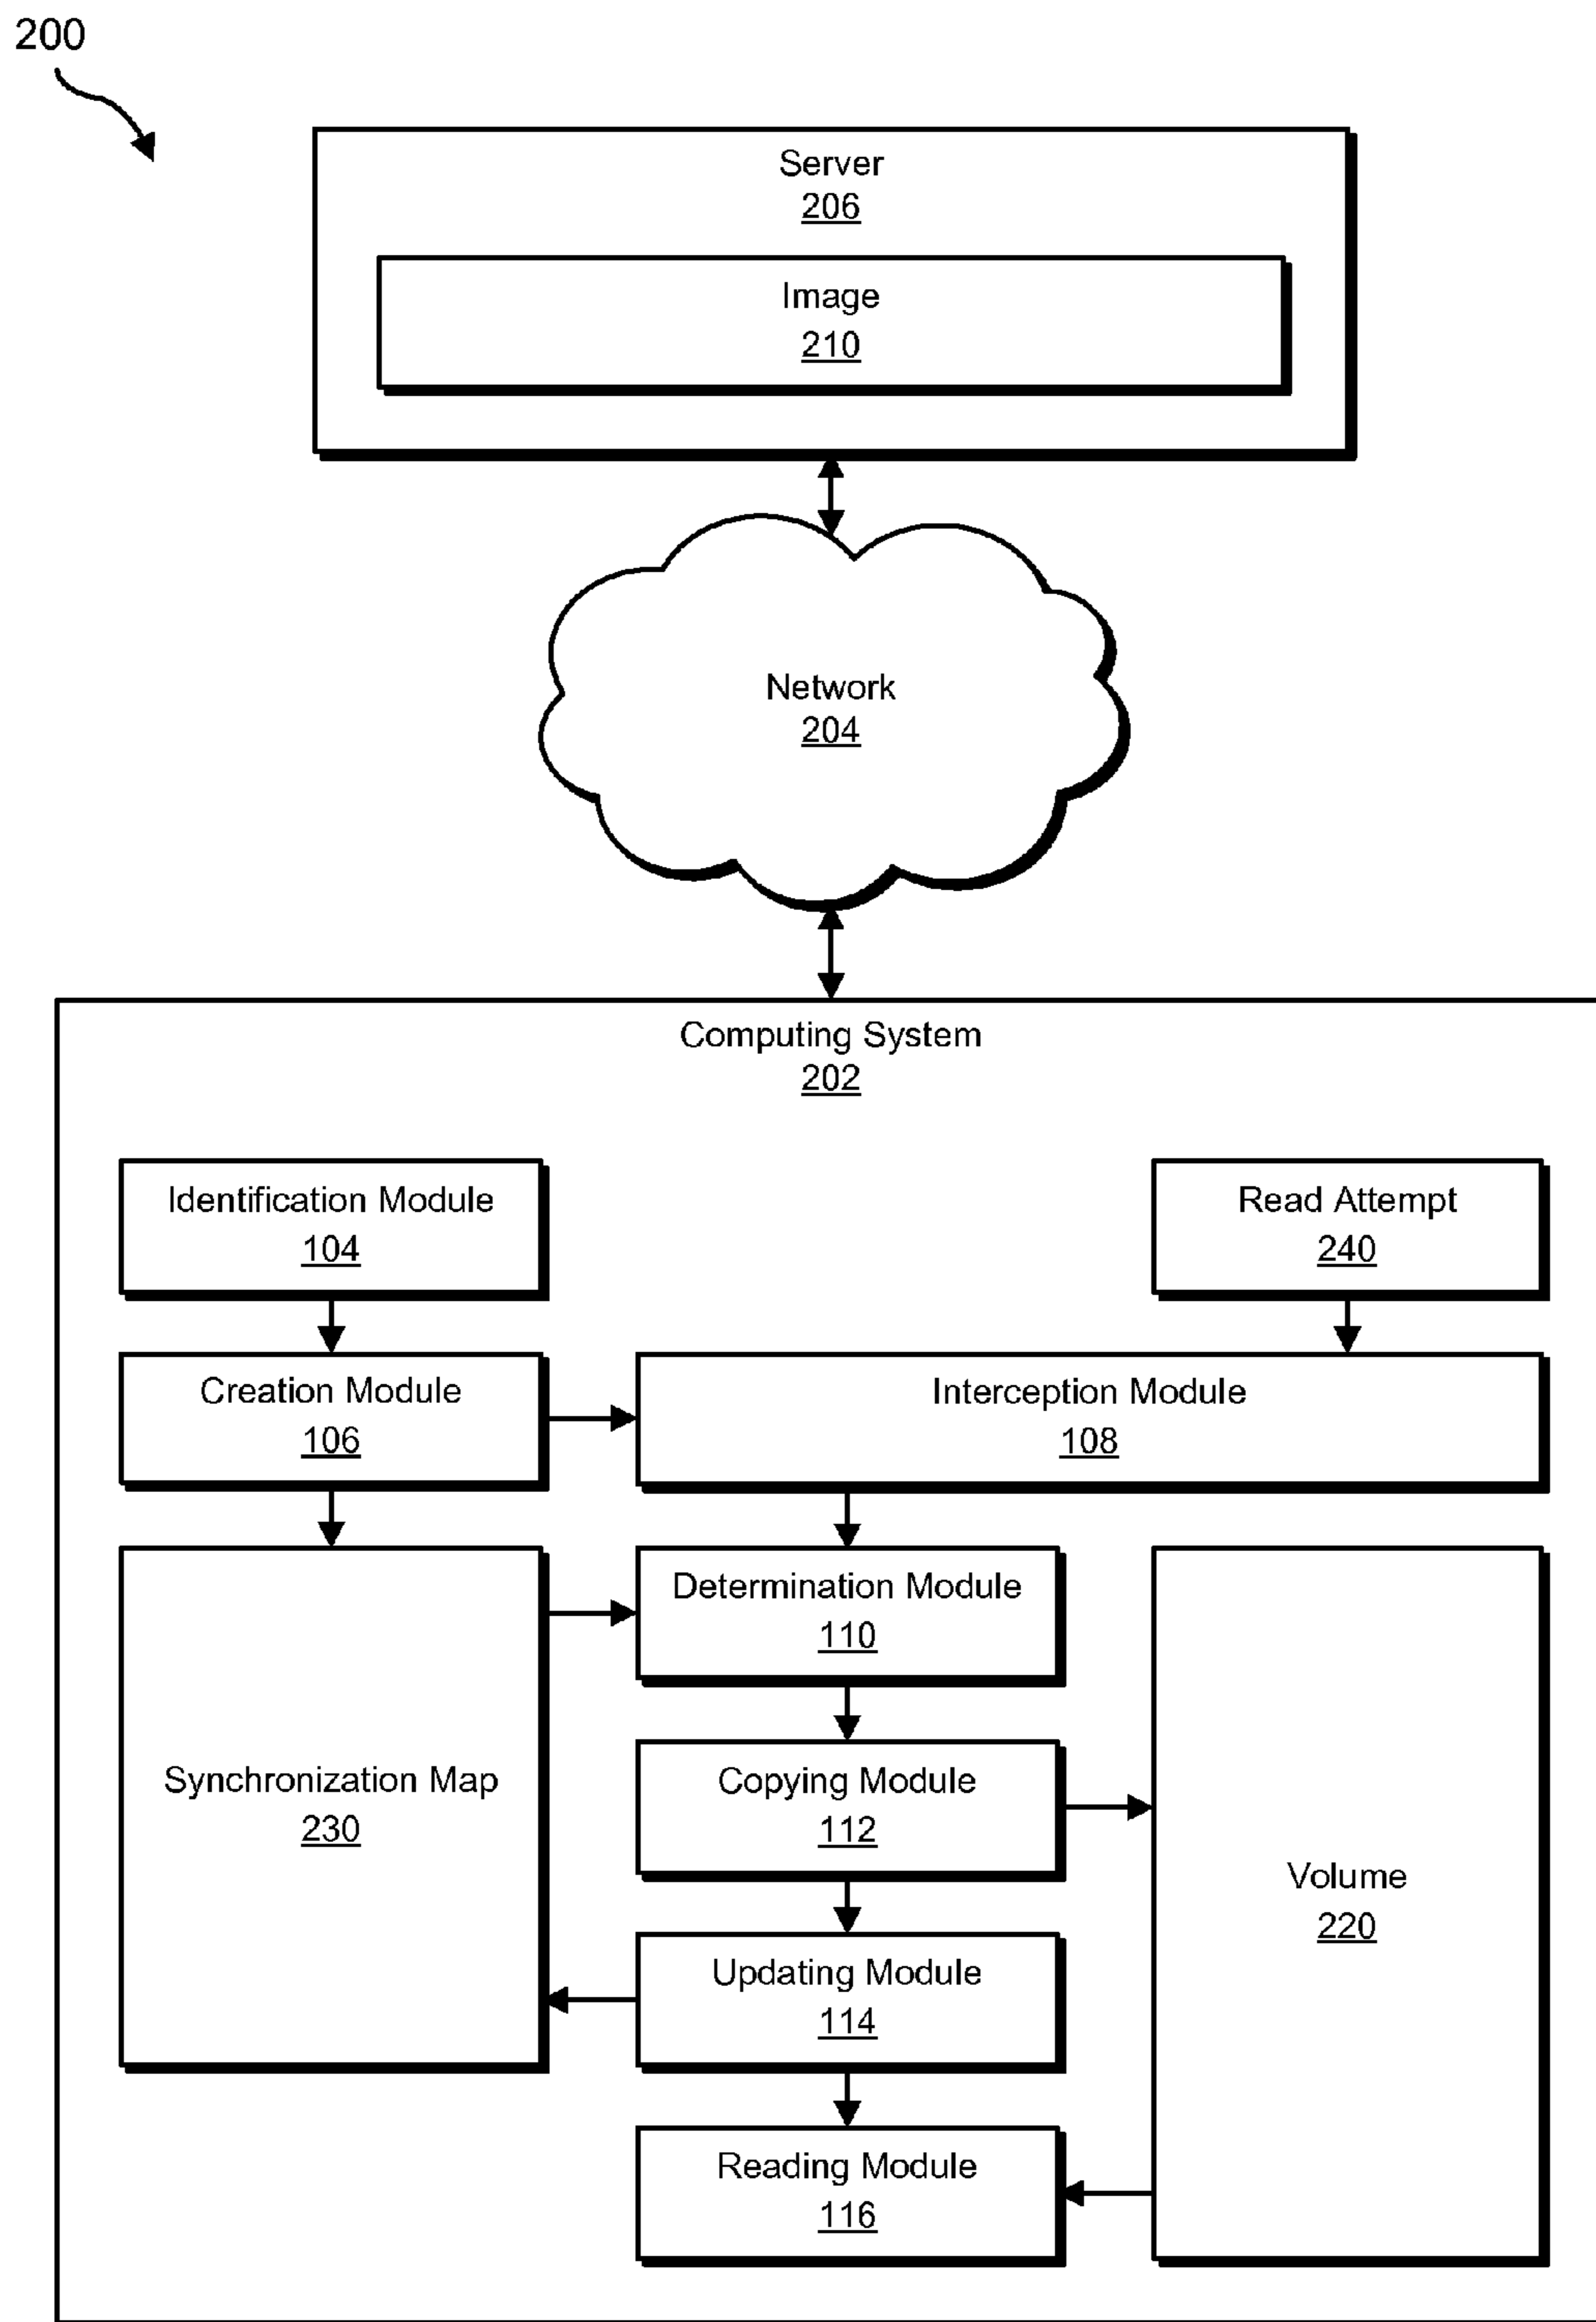 200
Server
206
Image
210
Network
204
Computing System
202
Identification Module
104
Read Attempt
240
Creation Module
106
Interception Module
108
Synchronization Map
230
Determination Module
110
Copying Module
112
Volume
220
Updating Module
114
Reading Module
116